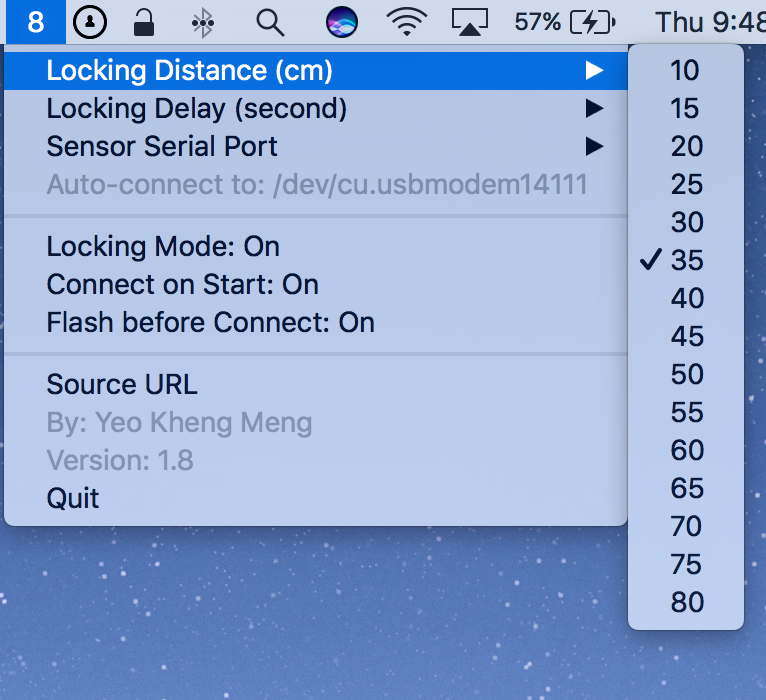 8 57% Thu 9:48
Locking Distance (cm)
Locking Delay (second)
Sensor Serial Port
Auto-connect to: /dev/cu.usbmodem14111
Locking Mode: On
Connect on Start: On
Flash before Connect: On
Source URL
By: Yeo Kheng Meng
Version: 1.8
Quit
10
15
20
25
30
35
40
45
50
55
60
65
70
75
80